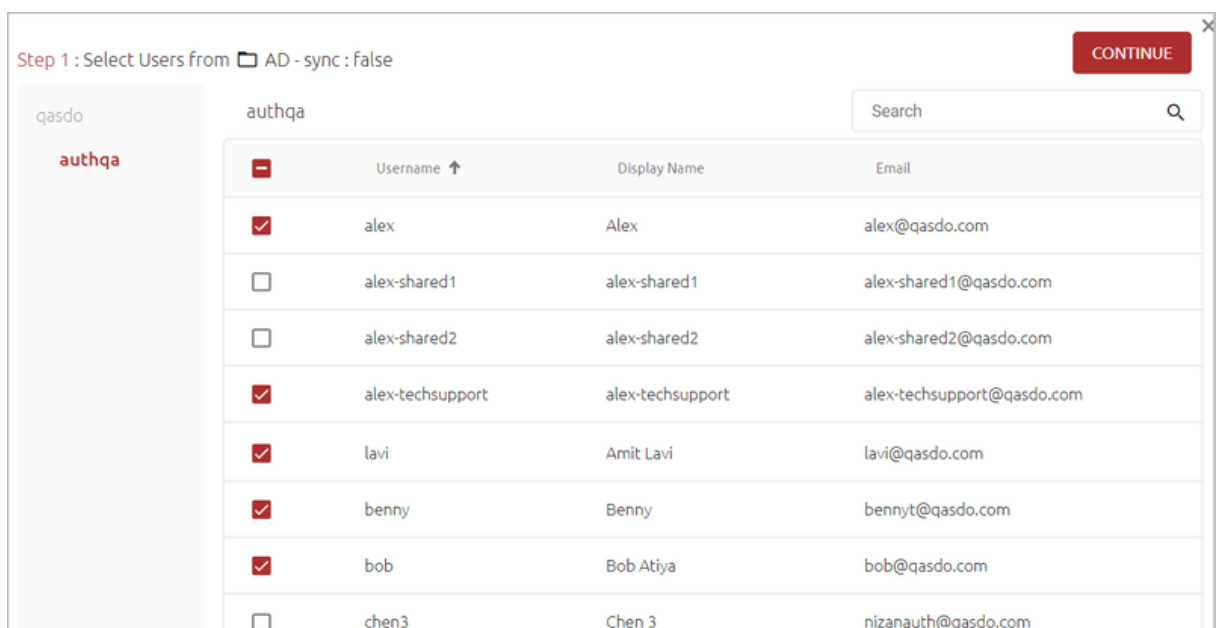 ×
Step 1 : Select Users from AD - sync : false
CONTINUE
qasdo
authqa
authqa
Search
Username Display Name Email
alex Alex alex@qasdo.com
alex-shared1 alex-shared1 alex-shared1@qasdo.com
alex-shared2 alex-shared2 alex-shared2@qasdo.com
alex-techsupport alex-techsupport alex-techsupport@qasdo.com
lavi Amit Lavi lavi@qasdo.com
benny Benny bennyt@qasdo.com
bob Bob Atiya bob@qasdo.com
chen3 Chen 3 nizanauth@qasdo.com